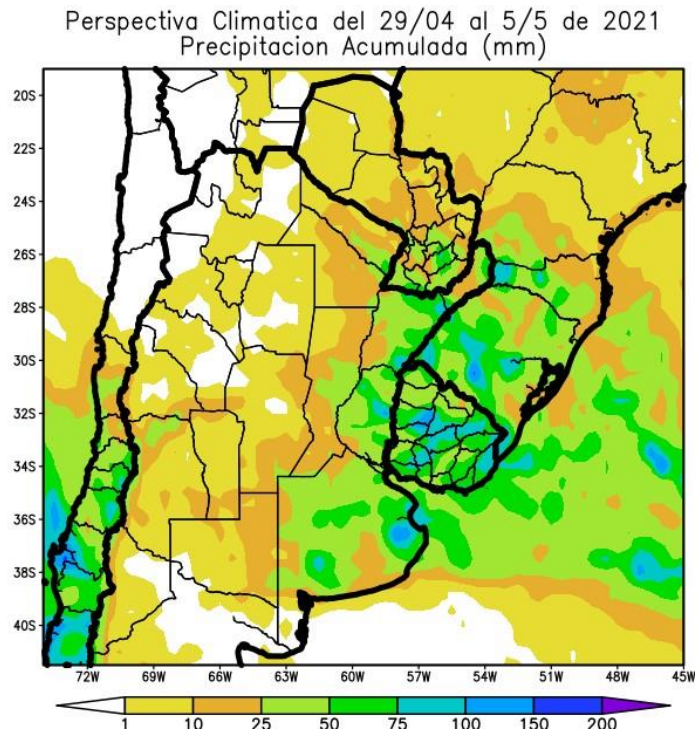 Perspectiva Climatica del 29/04 al 5/5 de 2021
Precipitacion Acumulada (mm)
20S
22S
24S
26S
28S
30S
32S
34S
36S
38S
40S
72W 69W 66W 63W 60W 57W 54W 51W 48W 45W
1 10 25 50 75 100 150 200